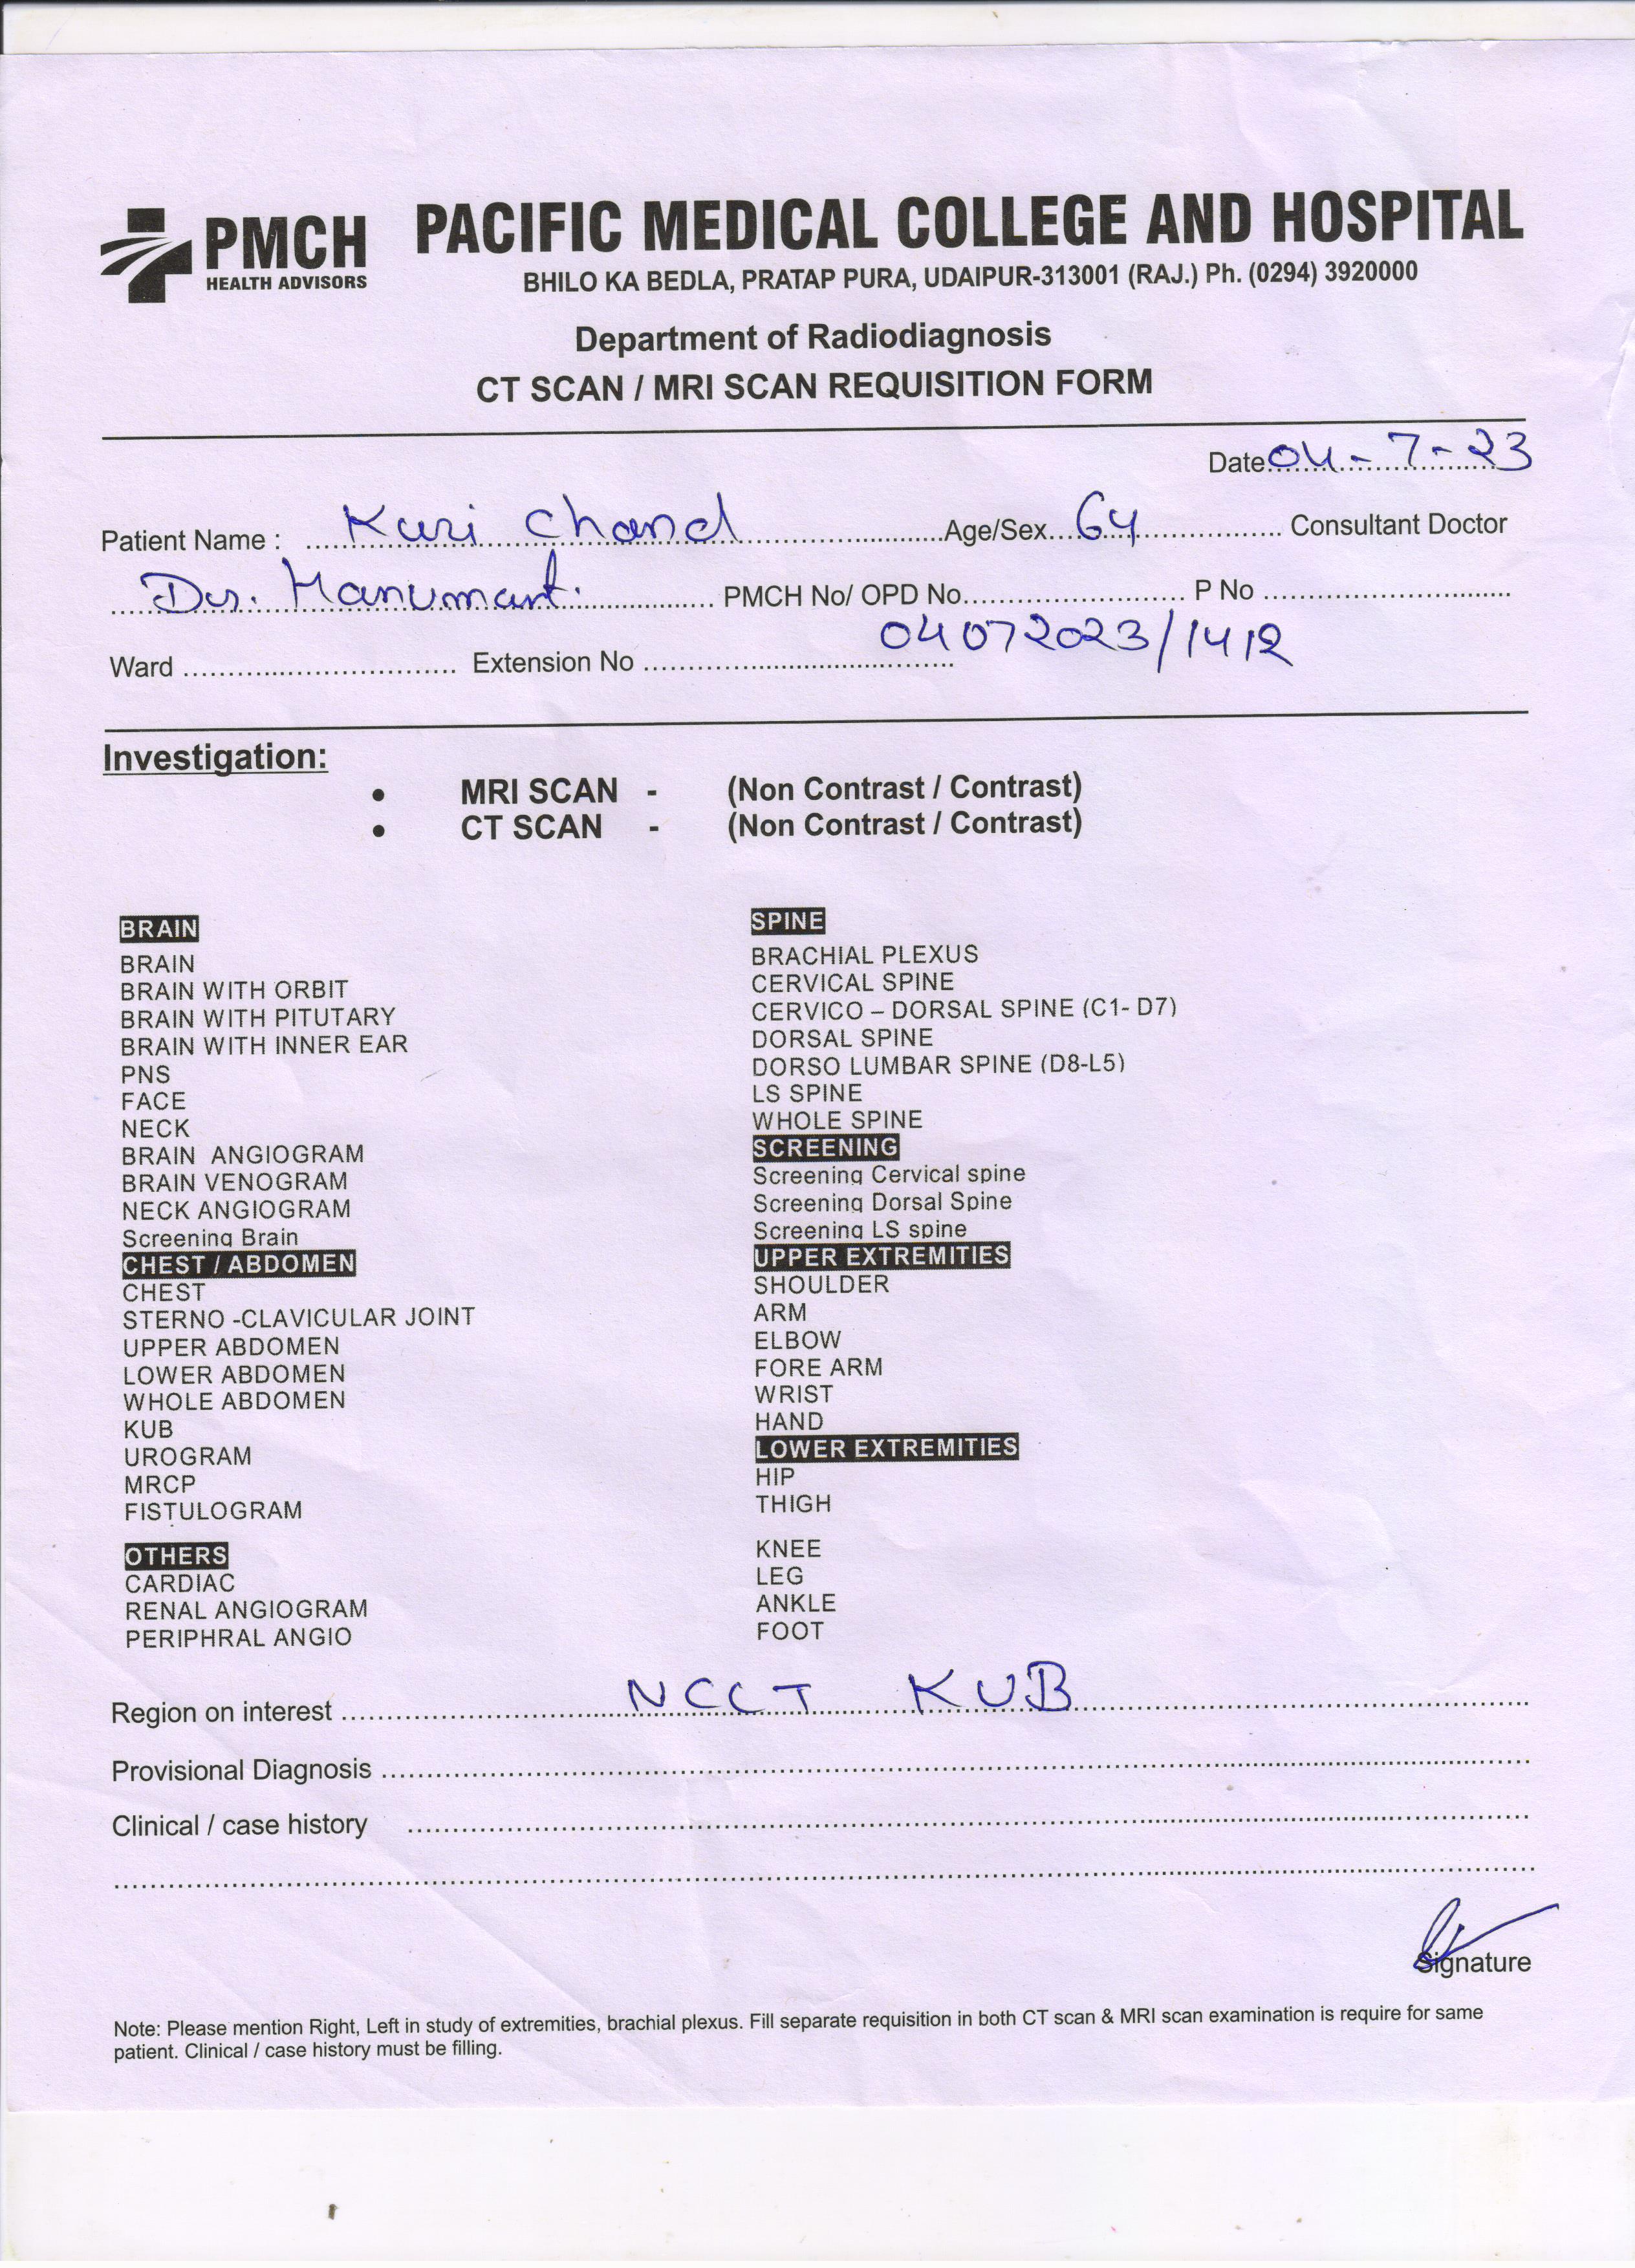 PMCH
HEALTH ADVISORS
PACIFIC MEDICAL COLLEGE AND HOSPITAL
BHILO KA BEDLA, PRATAP PURA, UDAIPUR-313001 (RAJ.) Ph. (0294) 3920000
Department of Radiodiagnosis
CT SCAN / MRI SCAN REQUISITION FORM
Date 04-7-23
Patient Name : Kuri Chand Age/Sex 64 Consultant Doctor
Dr. Hanumant. PMCH No/ OPD No P No
04072023/1412
Ward Extension No
Investigation:
• MRI SCAN - (Non Contrast / Contrast)
• CT SCAN - (Non Contrast / Contrast)
BRAIN
BRAIN
BRAIN WITH ORBIT
BRAIN WITH PITUTARY
BRAIN WITH INNER EAR
PNS
FACE
NECK
BRAIN ANGIOGRAM
BRAIN VENOGRAM
NECK ANGIOGRAM
Screening Brain
CHEST / ABDOMEN
CHEST
STERNO -CLAVICULAR JOINT
UPPER ABDOMEN
LOWER ABDOMEN
WHOLE ABDOMEN
KUB
UROGRAM
MRCP
FISTULOGRAM
OTHERS
CARDIAC
RENAL ANGIOGRAM
PERIPHRAL ANGIO
SPINE
BRACHIAL PLEXUS
CERVICAL SPINE
CERVICO – DORSAL SPINE (C1- D7)
DORSAL SPINE
DORSO LUMBAR SPINE (D8-L5)
LS SPINE
WHOLE SPINE
SCREENING
Screening Cervical spine
Screening Dorsal Spine
Screening LS spine
UPPER EXTREMITIES
SHOULDER
ARM
ELBOW
FORE ARM
WRIST
HAND
LOWER EXTREMITIES
HIP
THIGH
KNEE
LEG
ANKLE
FOOT
Region on interest NCCT KUB
Provisional Diagnosis
Clinical / case history
Signature
Note: Please mention Right, Left in study of extremities, brachial plexus. Fill separate requisition in both CT scan & MRI scan examination is require for same
patient. Clinical / case history must be filling.